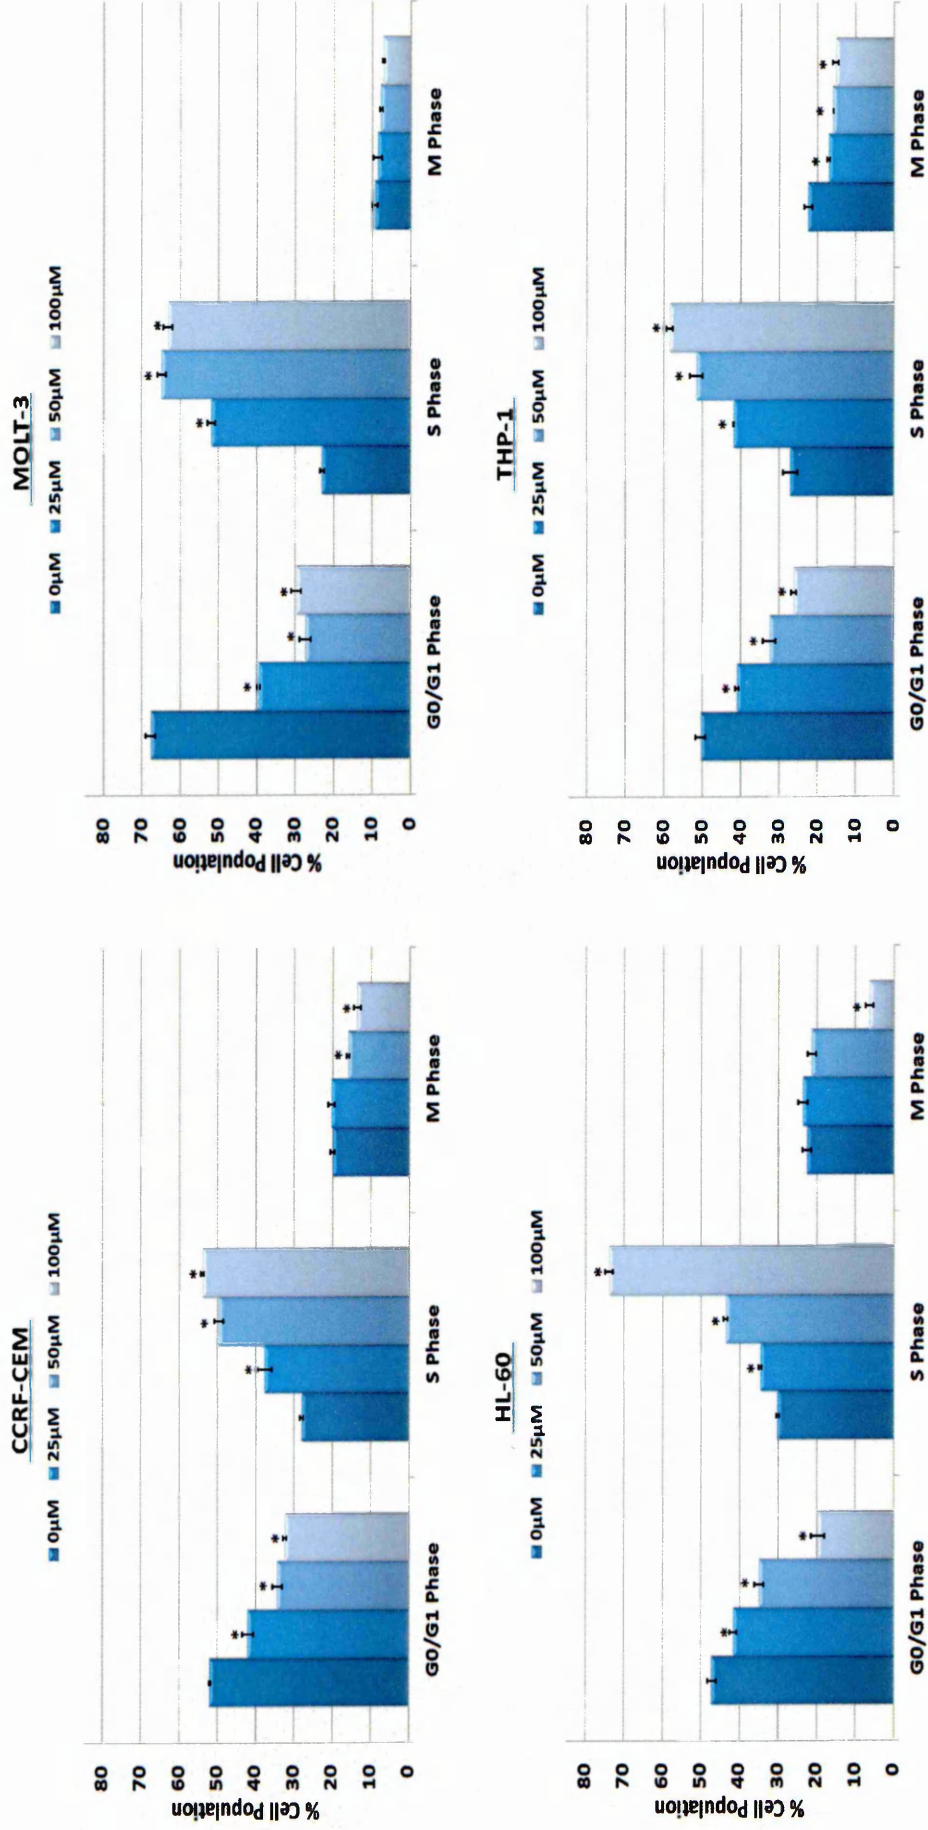 CCRF-CEM
0µM 25µM 50µM 100µM
% Cell Population
80
70
60
50
40
30
20
10
0
* * * * * * * *
G0/G1 Phase S Phase M Phase
MOLT-3
0µM 25µM 50µM 100µM
% Cell Population
80
70
60
50
40
30
20
10
0
* * * * * *
G0/G1 Phase S Phase M Phase
HL-60
0µM 25µM 50µM 100µM
% Cell Population
80
70
60
50
40
30
20
10
0
* * * * * * *
G0/G1 Phase S Phase M Phase
THP-1
0µM 25µM 50µM 100µM
% Cell Population
80
70
60
50
40
30
20
10
0
* * * * * * * * *
G0/G1 Phase S Phase M Phase